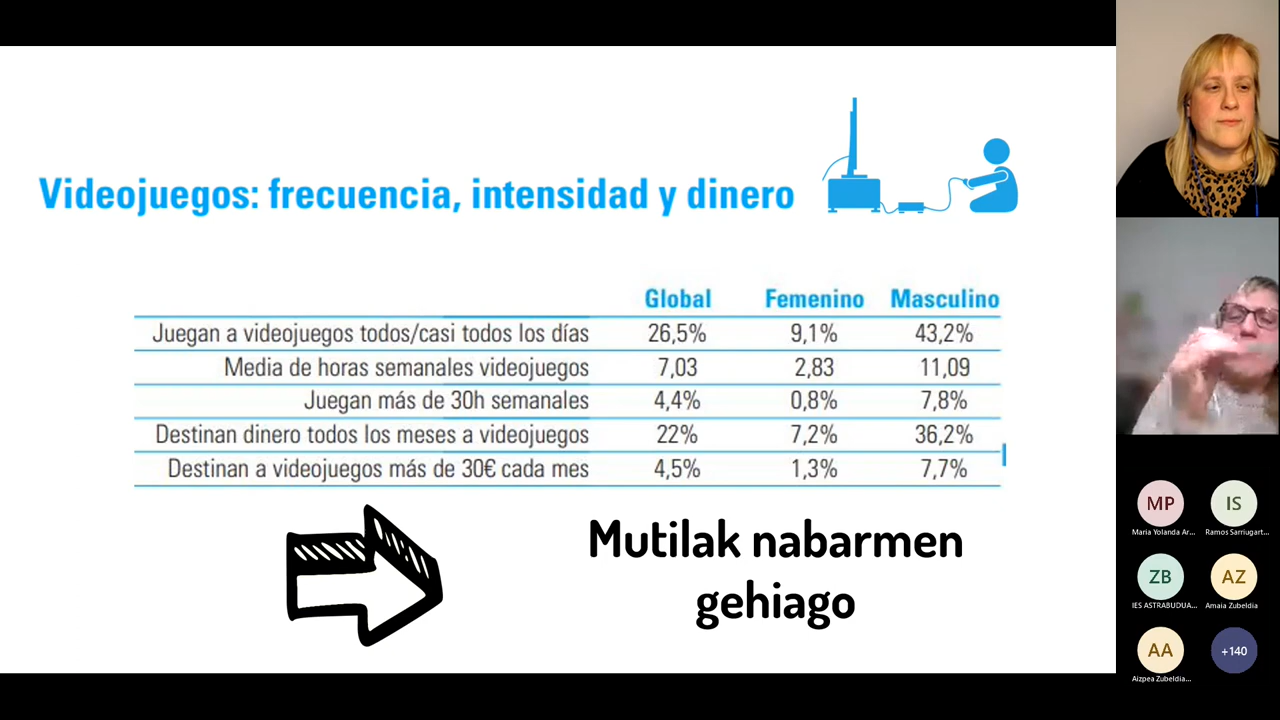 Videojuegos: frecuencia, intensidad y dinero
Global Femenino Masculino
Juegan a videojuegos todos/casi todos los días 26,5% 9,1% 43,2%
Media de horas semanales videojuegos 7,03 2,83 11,09
Juegan más de 30h semanales 4,4% 0,8% 7,8%
Destinan dinero todos los meses a videojuegos 22% 7,2% 36,2%
Destinan a videojuegos más de 30€ cada mes 4,5% 1,3% 7,7%
Mutilak nabarmen
gehiago
MP IS
Maria Yolanda Ar... Ramos Sarriugart...
ZB AZ
IES ASTRABUDUA... Amaia Zubeldia
AA +140
Aizpea Zubeldia...